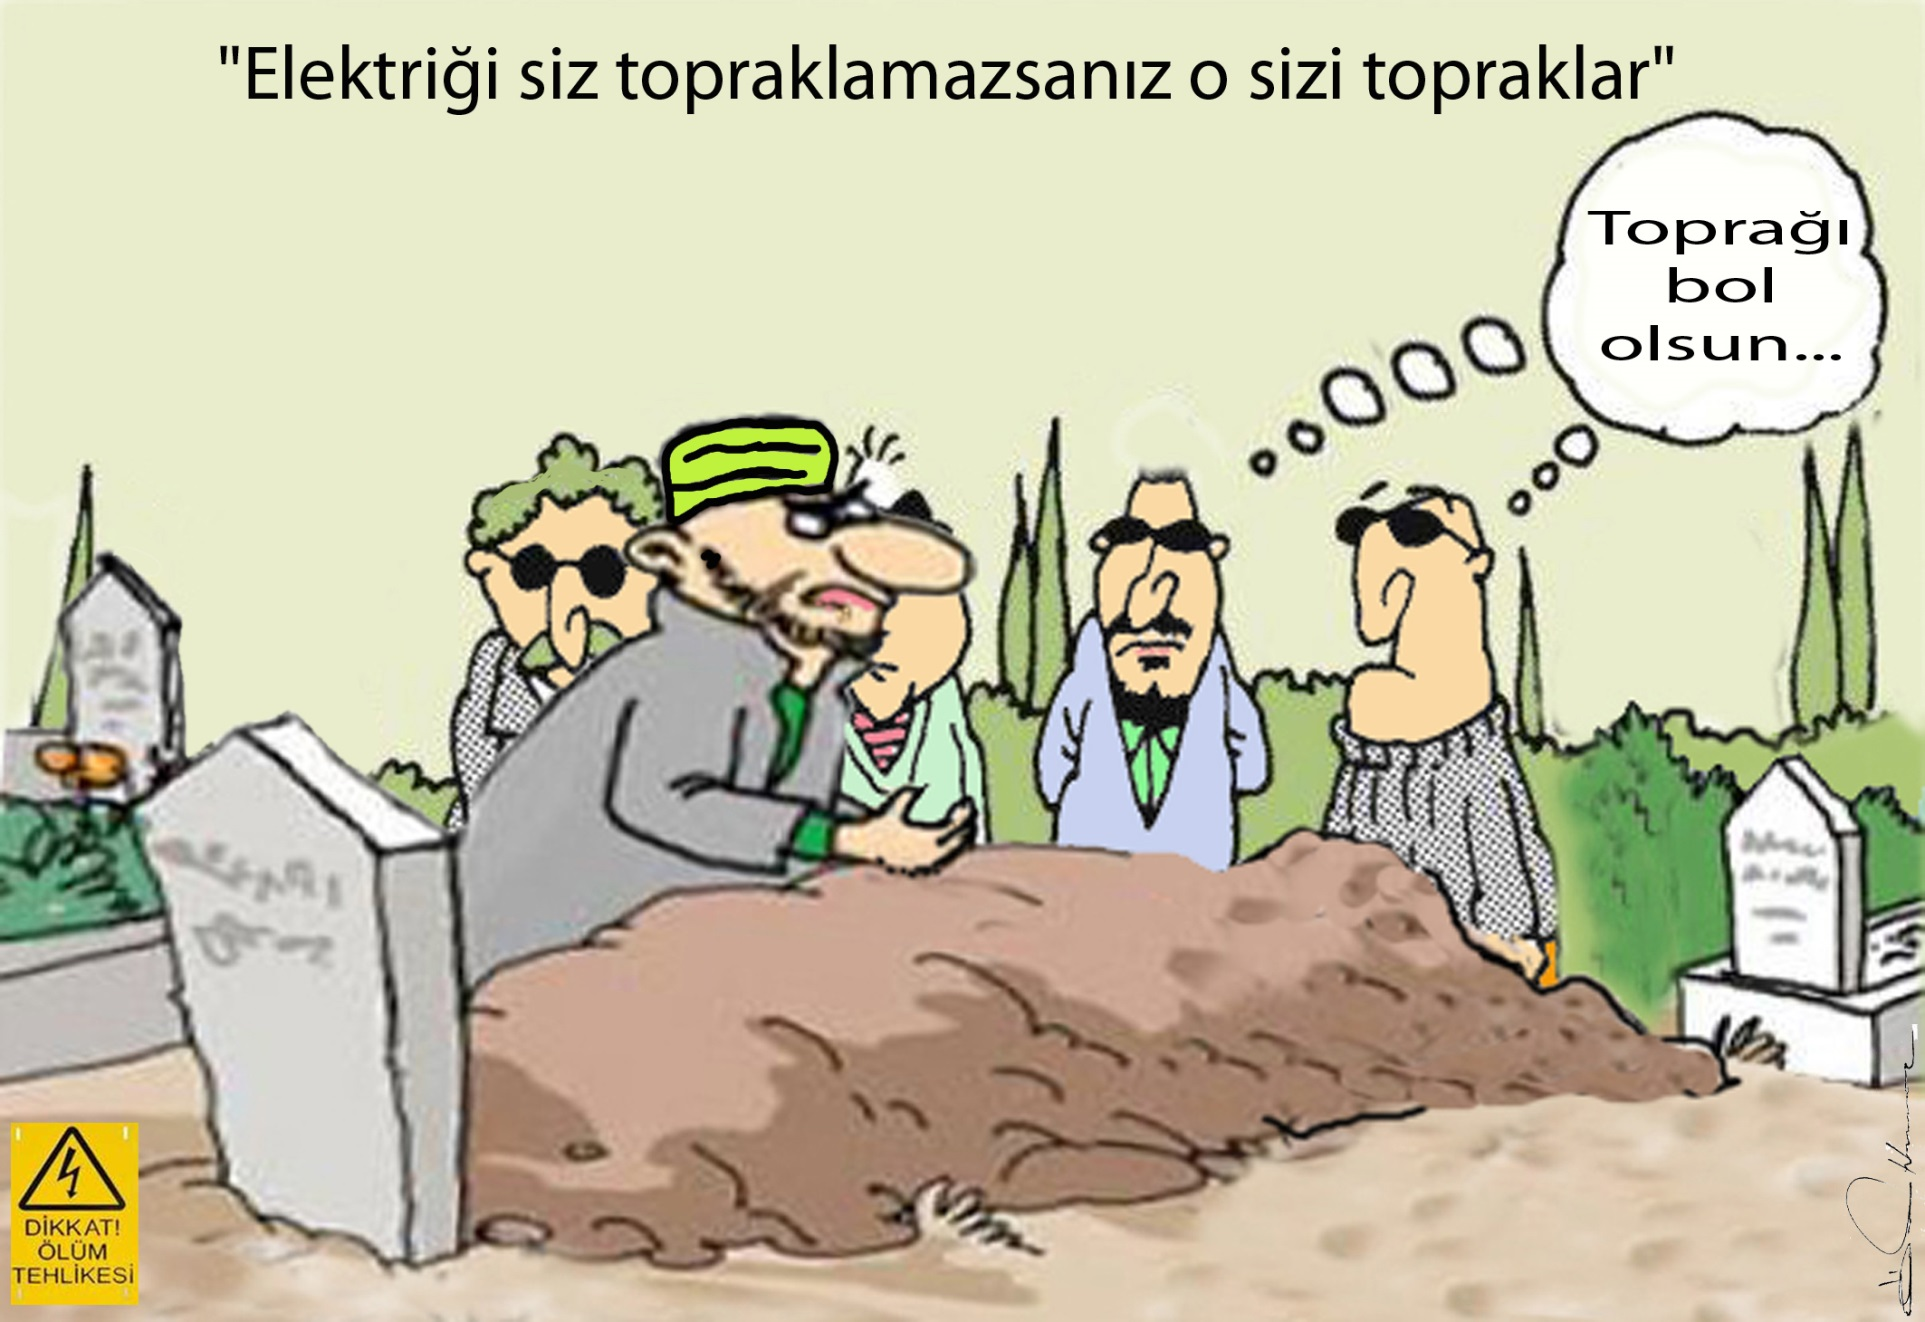 "Elektriği siz topraklamazsanız o sizi topraklar"
Toprağı
bol
olsun...
DİKKAT!
ÖLÜM
TEHLİKESİ